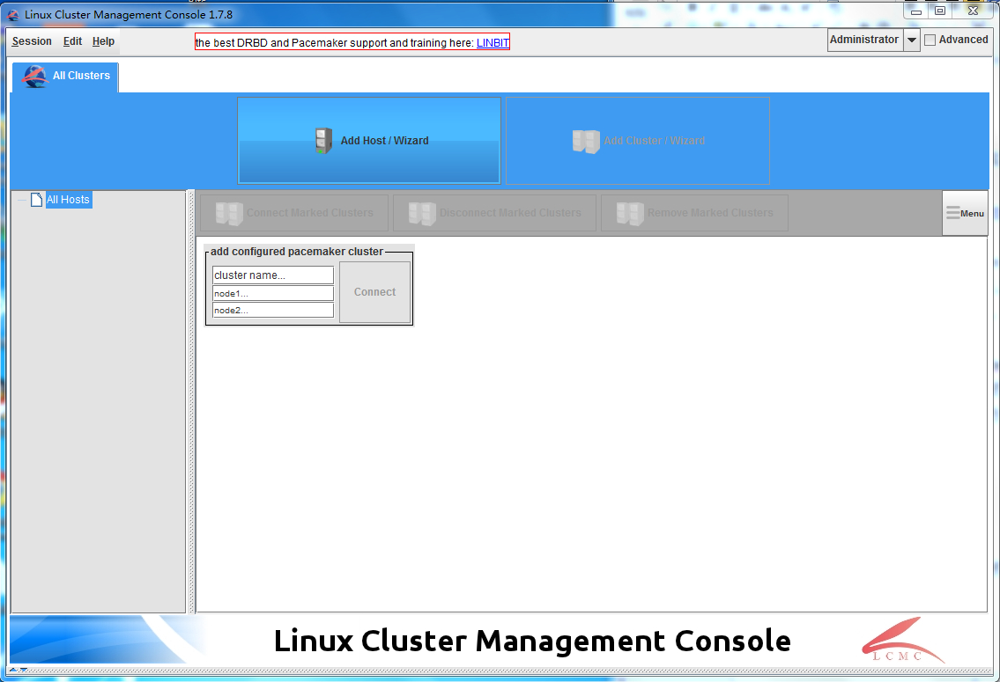 Linux Cluster Management Console 1.7.8
Session Edit Help
the best DRBD and Pacemaker support and training here: LINBIT
Administrator
Advanced
All Clusters
Add Host / Wizard
Add Cluster / Wizard
All Hosts
Connect Marked Clusters
Disconnect Marked Clusters
Remove Marked Clusters
Menu
add configured pacemaker cluster
cluster name...
node1...
node2...
Connect
Linux Cluster Management Console
LCMC